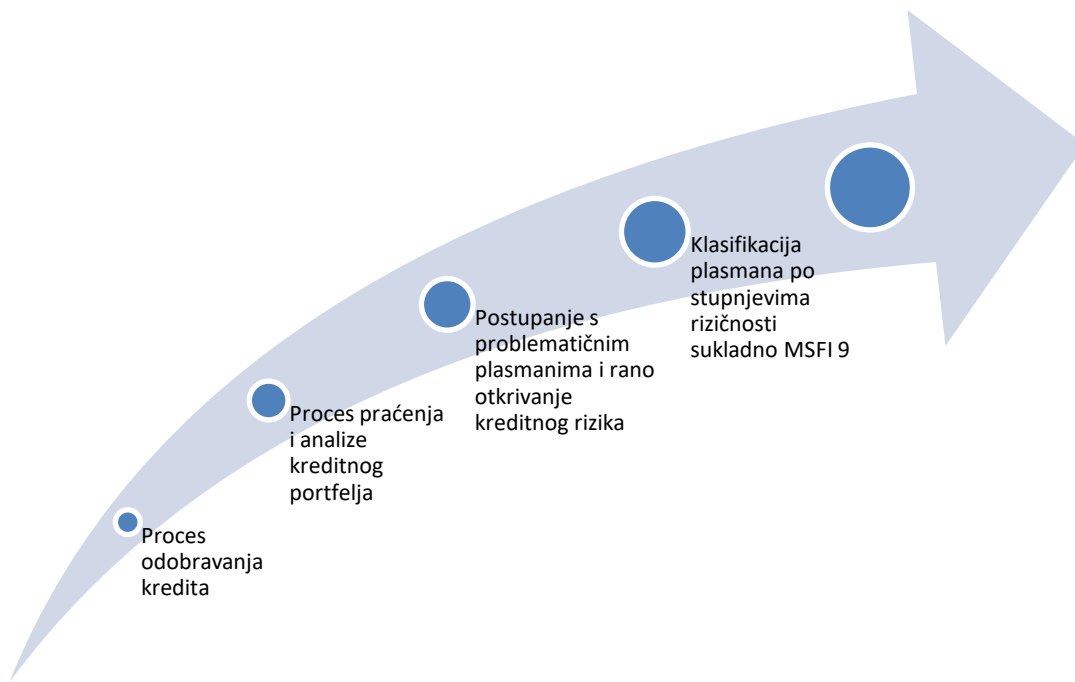 Proces
odobravanja
kredita
Proces praćenja
i analize
kreditnog
portfelja
Postupanje s
problematičnim
plasmanima i rano
otkrivanje
kreditnog rizika
Klasifikacija
plasmana po
stupnjevima
rizičnosti
sukladno MSFI 9